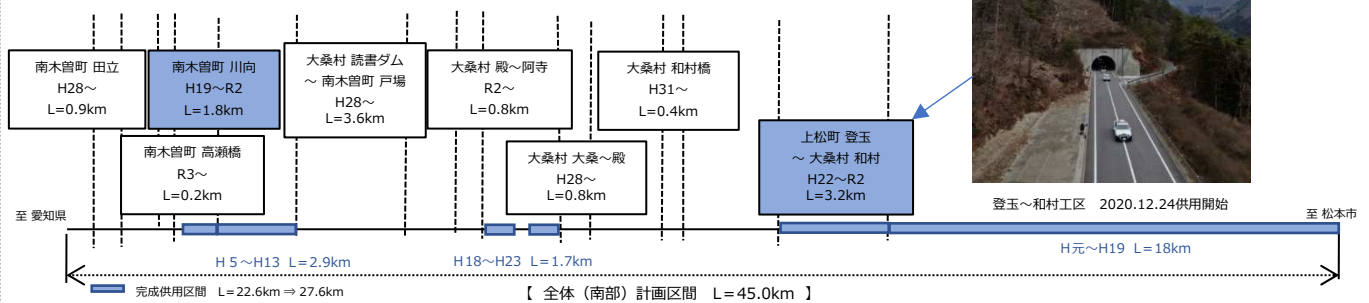 南木曽町 田立
H28～
L=0.9km
南木曽町 川向
H19～R2
L=1.8km
大桑村 読書ダム
～ 南木曽町 戸場
H28～
L=3.6km
大桑村 殿～阿寺
R2～
L=0.8km
大桑村 和村橋
H31～
L=0.4km
南木曽町 高瀬橋
R3～
L=0.2km
大桑村 大桑～殿
H28～
L=0.8km
上松町 登玉
～ 大桑村 和村
H22～R2
L=3.2km
登玉～和村工区　2020.12.24供用開始
至 愛知県
至 松本市
H 5～H13 L=2.9km
H18～H23 L=1.7km
H元～H19 L=18km
完成供用区間 L=22.6km ⇒ 27.6km
【 全体（南部）計画区間 L=45.0km 】